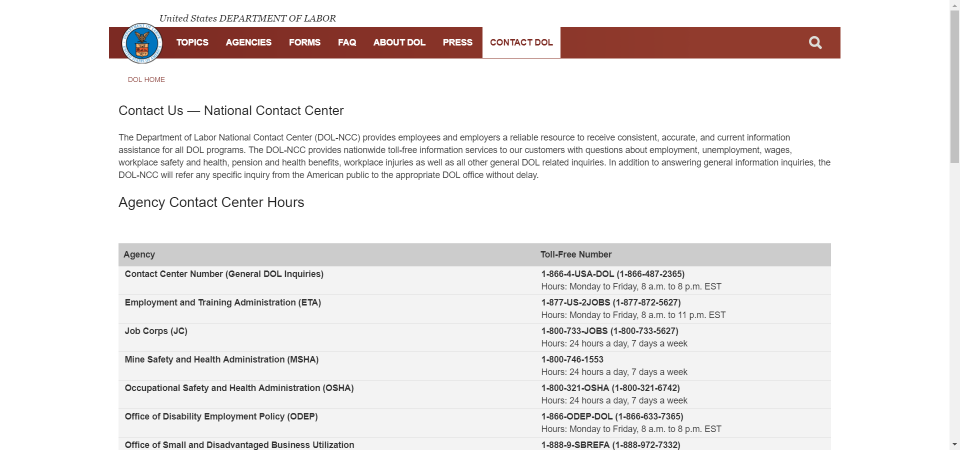 United States DEPARTMENT OF LABOR
TOPICS AGENCIES FORMS FAQ ABOUT DOL PRESS CONTACT DOL
DOL HOME
Contact Us — National Contact Center
The Department of Labor National Contact Center (DOL-NCC) provides employees and employers a reliable resource to receive consistent, accurate, and current information
assistance for all DOL programs. The DOL-NCC provides nationwide toll-free information services to our customers with questions about employment, unemployment, wages,
workplace safety and health, pension and health benefits, workplace injuries as well as all other general DOL related inquiries. In addition to answering general information inquiries, the
DOL-NCC will refer any specific inquiry from the American public to the appropriate DOL office without delay.
Agency Contact Center Hours
Agency Toll-Free Number
Contact Center Number (General DOL Inquiries) 1-866-4-USA-DOL (1-866-487-2365)
Hours: Monday to Friday, 8 a.m. to 8 p.m. EST
Employment and Training Administration (ETA) 1-877-US-2JOBS (1-877-872-5627)
Hours: Monday to Friday, 8 a.m. to 11 p.m. EST
Job Corps (JC) 1-800-733-JOBS (1-800-733-5627)
Hours: 24 hours a day, 7 days a week
Mine Safety and Health Administration (MSHA) 1-800-746-1553
Hours: 24 hours a day, 7 days a week
Occupational Safety and Health Administration (OSHA) 1-800-321-OSHA (1-800-321-6742)
Hours: 24 hours a day, 7 days a week
Office of Disability Employment Policy (ODEP) 1-866-ODEP-DOL (1-866-633-7365)
Hours: Monday to Friday, 8 a.m. to 8 p.m. EST
Office of Small and Disadvantaged Business Utilization 1-888-9-SBREFA (1-888-972-7332)